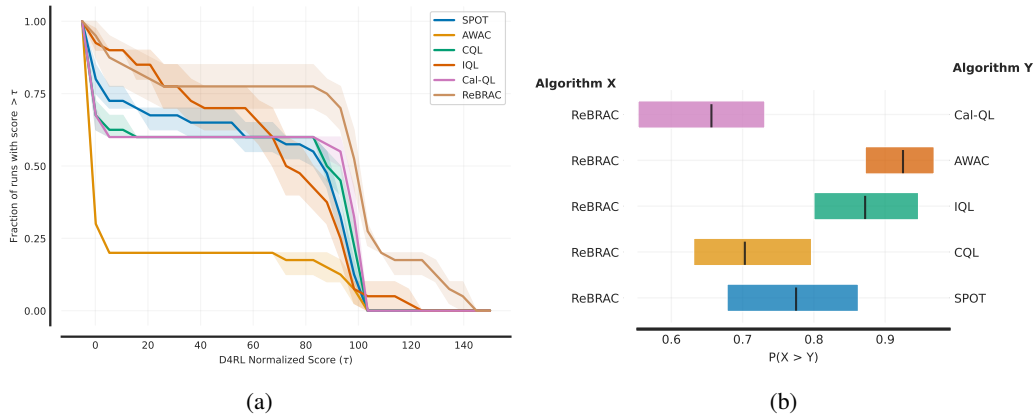 Fraction of runs with score > τ
1.00
0.75
0.50
0.25
0.00
SPOT
AWAC
CQL
IQL
Cal-QL
ReBRAC
0 20 40 60 80 100 120 140
D4RL Normalized Score (τ)
(a)
Algorithm X
Algorithm Y
ReBRAC Cal-QL
ReBRAC AWAC
ReBRAC IQL
ReBRAC CQL
ReBRAC SPOT
0.6 0.7 0.8 0.9
P(X > Y)
(b)